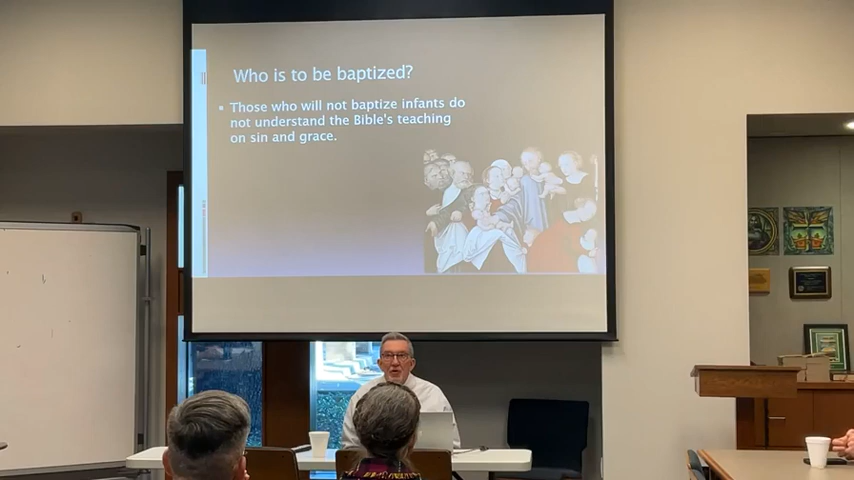 Who is to be baptized?
Those who will not baptize infants do
not understand the Bible's teaching
on sin and grace.